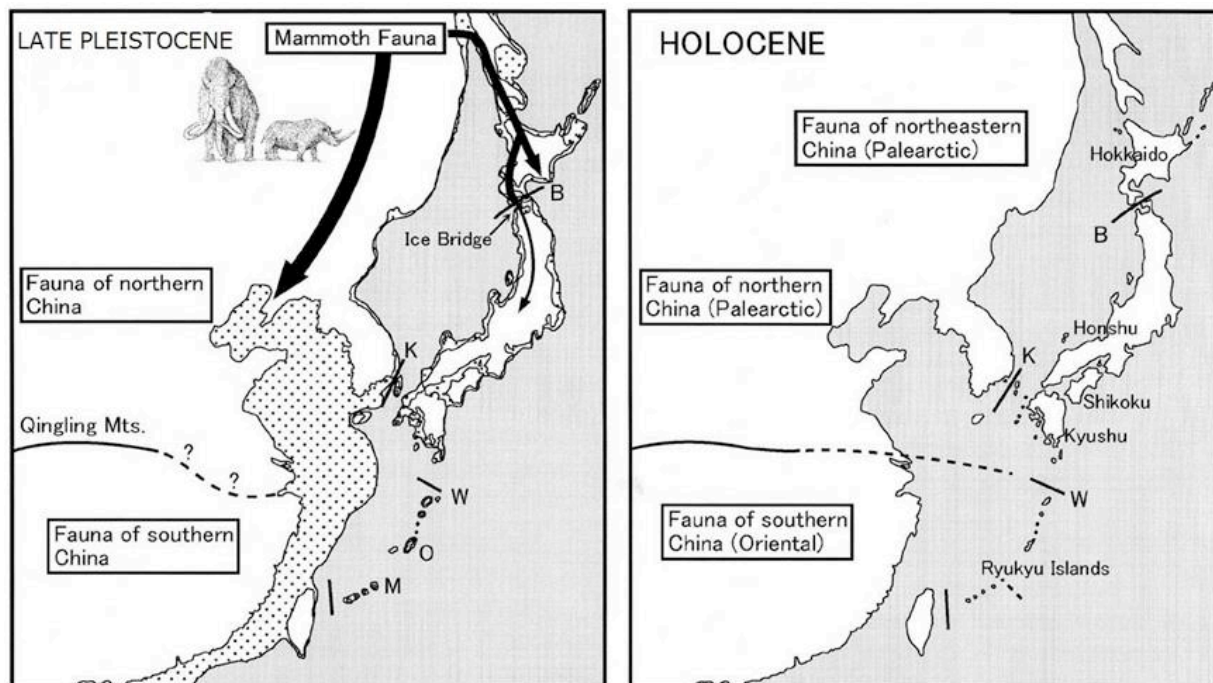 LATE PLEISTOCENE
Mammoth Fauna
B
Ice Bridge
Fauna of northern
China
K
Qingling Mts.
?
?
W
Fauna of southern
China
O
M
HOLOCENE
Fauna of northeastern
China (Palearctic)
Hokkaido
B
Fauna of northern
China (Palearctic)
Honshu
K
Shikoku
Kyushu
W
Fauna of southern
China (Oriental)
Ryukyu Islands